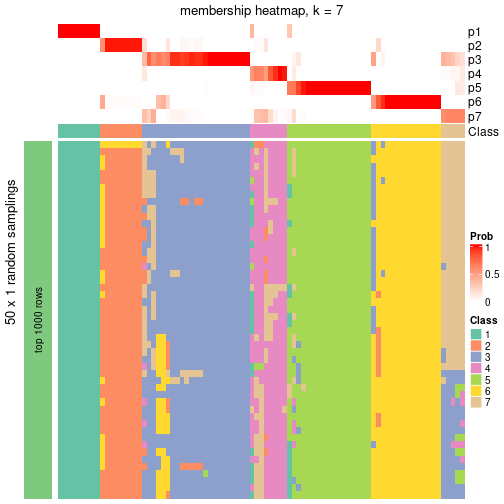 membership heatmap, k = 7
p1
p2
p3
p4
p5
p6
p7
Class
50 x 1 random samplings
top 1000 rows
Prob
1
0.5
0
Class
1
2
3
4
5
6
7